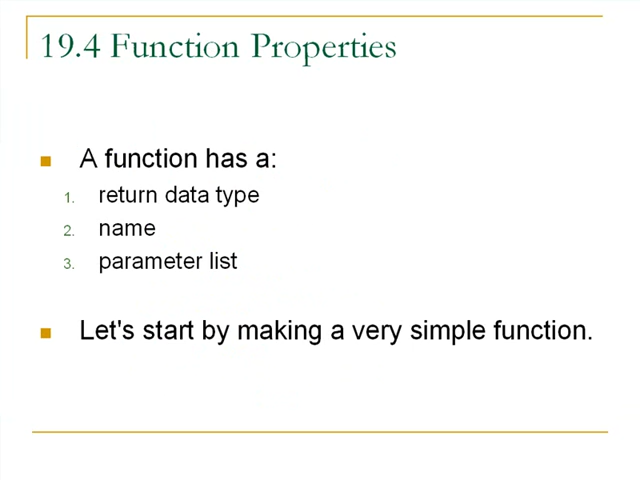 19.4 Function Properties
A function has a:
1. return data type
2. name
3. parameter list
Let's start by making a very simple function.